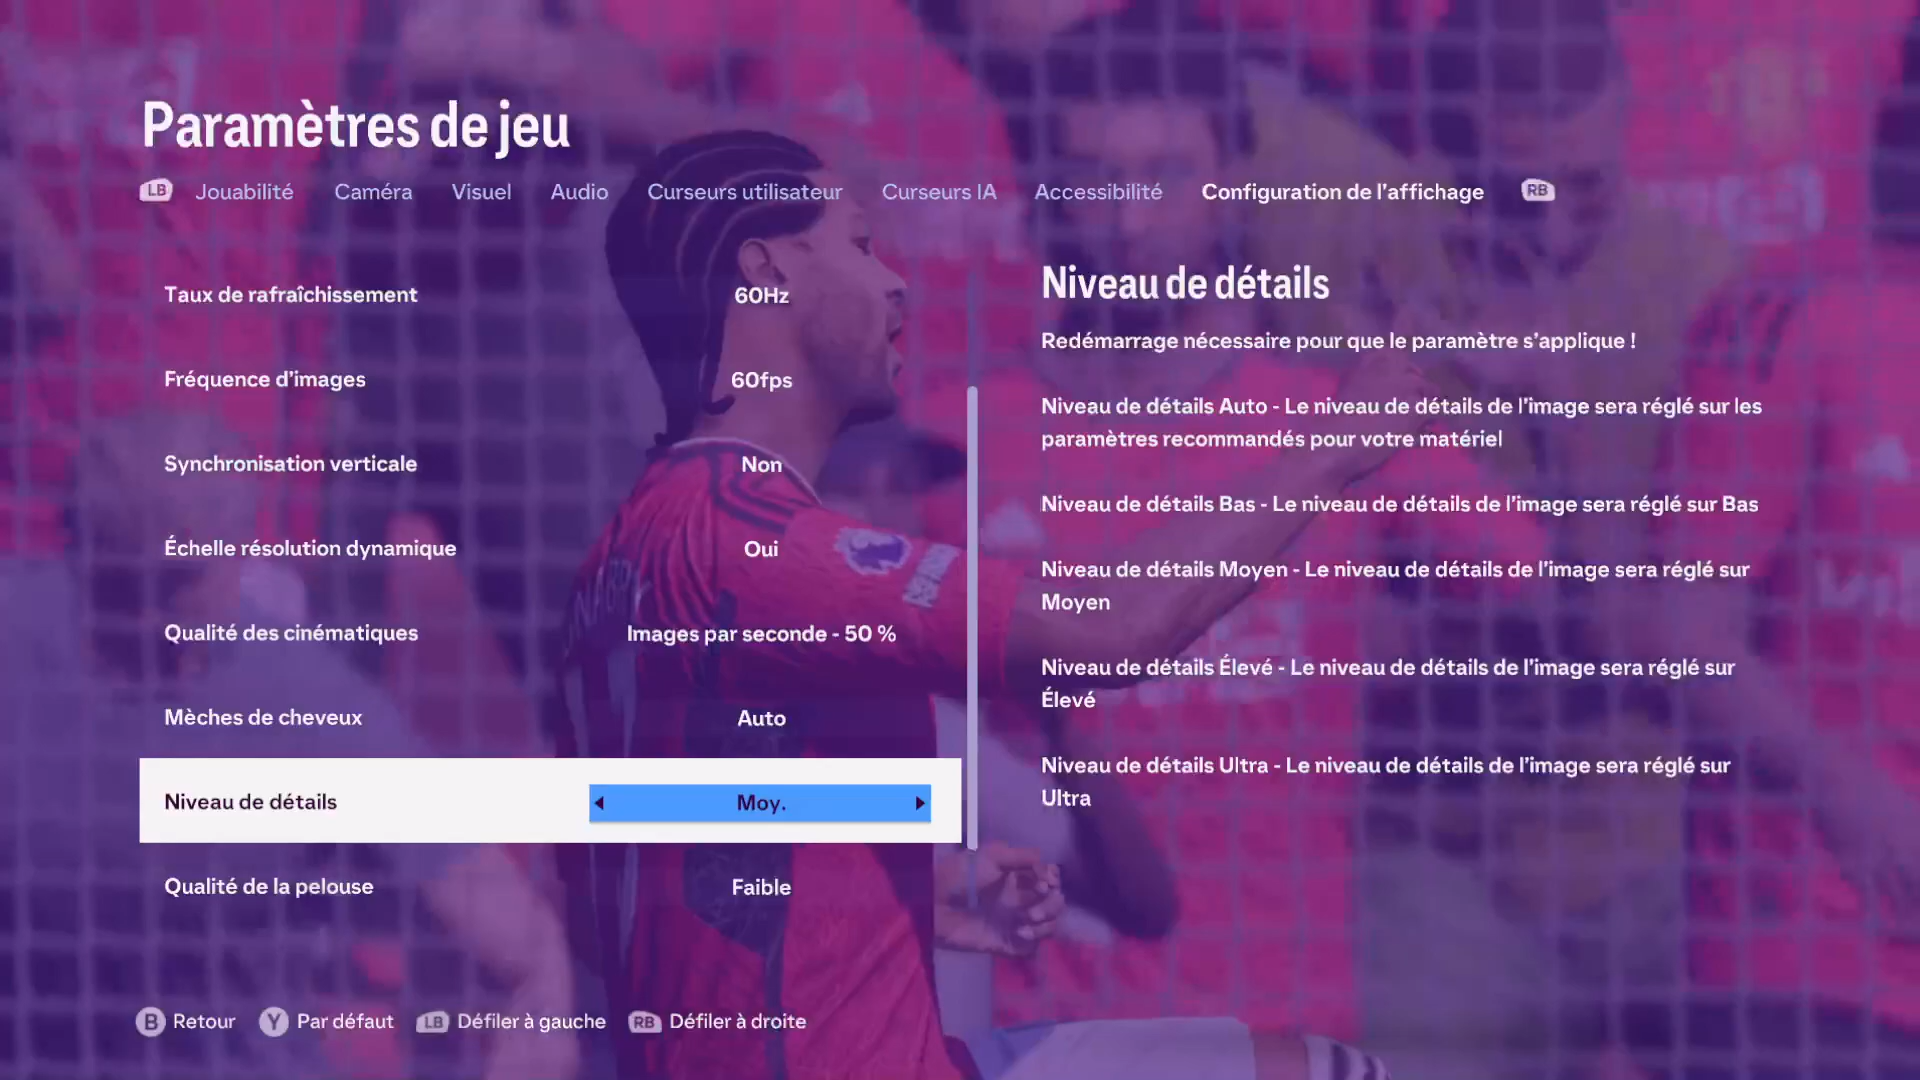 Paramètres de jeu
LB Jouabilité Caméra Visuel Audio Curseurs utilisateur Curseurs IA Accessibilité Configuration de l'affichage RB
Taux de rafraîchissement 60Hz
Fréquence d'images 60fps
Synchronisation verticale Non
Échelle résolution dynamique Oui
Qualité des cinématiques Images par seconde - 50 %
Mèches de cheveux Auto
Niveau de détails Moy.
Qualité de la pelouse Faible
Niveau de détails
Redémarrage nécessaire pour que le paramètre s'applique !
Niveau de détails Auto - Le niveau de détails de l'image sera réglé sur les
paramètres recommandés pour votre matériel
Niveau de détails Bas - Le niveau de détails de l'image sera réglé sur Bas
Niveau de détails Moyen - Le niveau de détails de l'image sera réglé sur
Moyen
Niveau de détails Élevé - Le niveau de détails de l'image sera réglé sur
Élevé
Niveau de détails Ultra - Le niveau de détails de l'image sera réglé sur
Ultra
B Retour Y Par défaut LB Défiler à gauche RB Défiler à droite